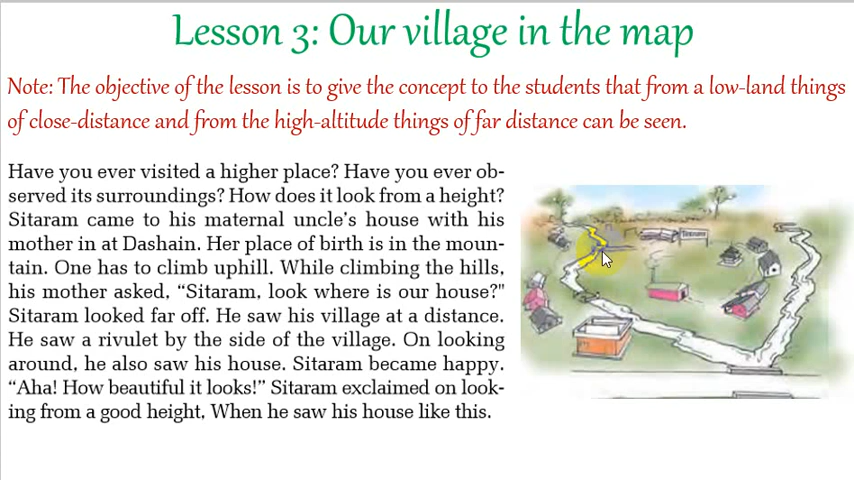 Lesson 3: Our village in the map
Note: The objective of the lesson is to give the concept to the students that from a low-land things
of close-distance and from the high-altitude things of far distance can be seen.
Have you ever visited a higher place? Have you ever ob-
served its surroundings? How does it look from a height?
Sitaram came to his maternal uncle's house with his
mother in at Dashain. Her place of birth is in the moun-
tain. One has to climb uphill. While climbing the hills,
his mother asked, “Sitaram, look where is our house?"
Sitaram looked far off. He saw his village at a distance.
He saw a rivulet by the side of the village. On looking
around, he also saw his house. Sitaram became happy.
“Aha! How beautiful it looks!” Sitaram exclaimed on look-
ing from a good height, When he saw his house like this.